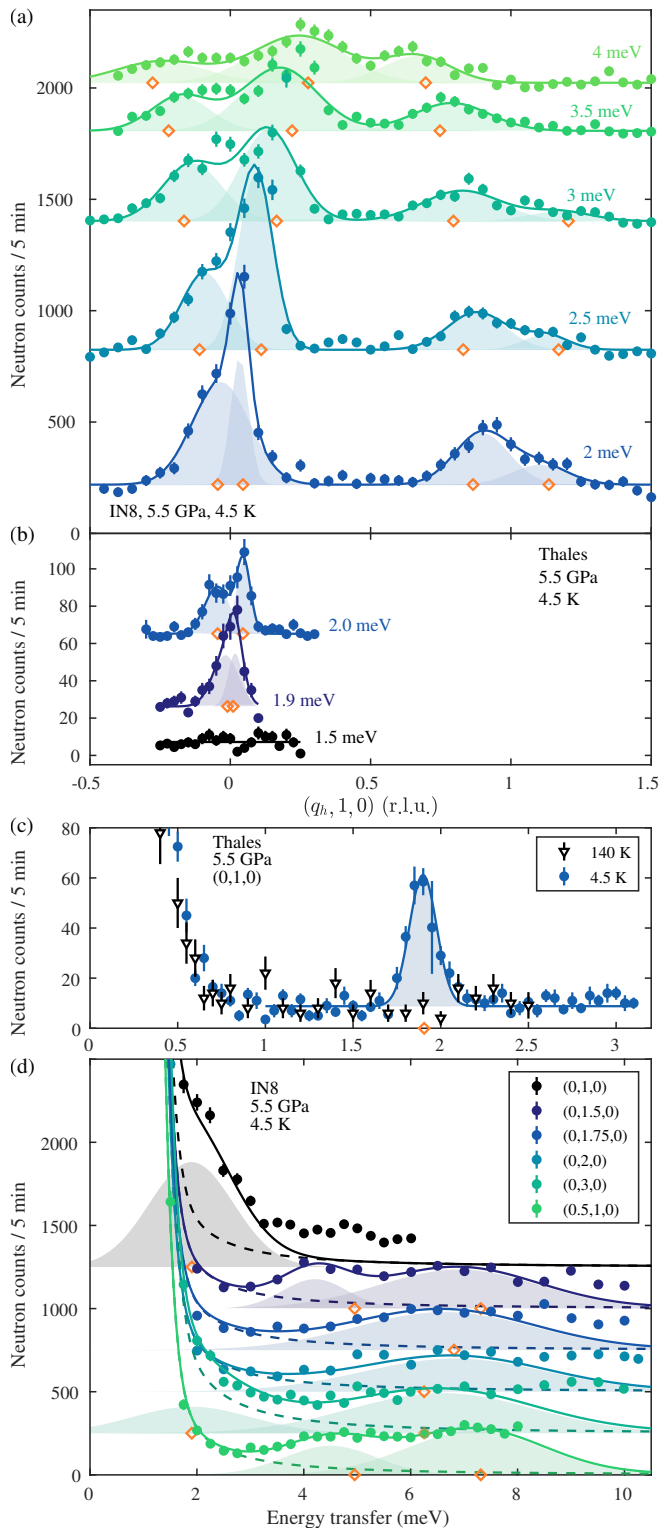 (a)
4 meV
2000
3.5 meV
1500
3 meV
Neutron counts / 5 min
1000
2.5 meV
500
2 meV
IN8, 5.5 GPa, 4.5 K
0
(b)
Thales
5.5 GPa
4.5 K
100
80
2.0 meV
60
Neutron counts / 5 min
40
1.9 meV
20
1.5 meV
0
-0.5 0 0.5 1 1.5
(q_h, 1, 0) (r.l.u.)
(c)
80
Thales
5.5 GPa
(0,1,0)
140 K
4.5 K
60
Neutron counts / 5 min
40
20
0
0 0.5 1 1.5 2 2.5 3
(d)
IN8
5.5 GPa
4.5 K
(0,1,0)
(0,1.5,0)
(0,1.75,0)
(0,2,0)
(0,3,0)
(0.5,1,0)
2000
Neutron counts / 5 min
1500
1000
500
0
0 2 4 6 8 10
Energy transfer (meV)